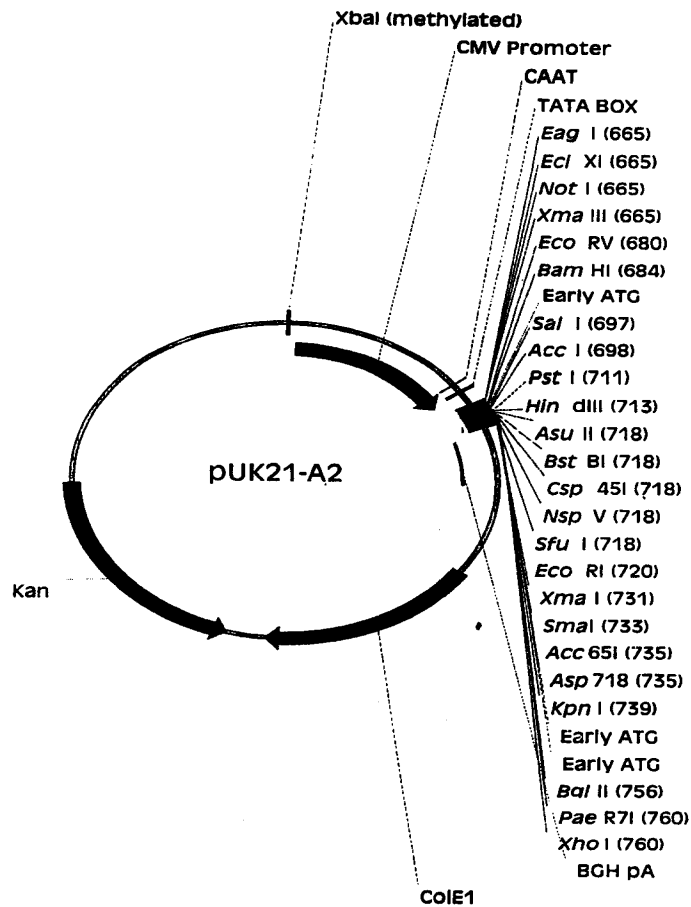 XbaI (methylated)
CMV Promoter
CAAT
TATA BOX
Eag I (665)
Ecl XI (665)
Not I (665)
Xma III (665)
Eco RV (680)
Bam HI (684)
Early ATG
Sal I (697)
Acc I (698)
Pst I (711)
Hin dIII (713)
Asu II (718)
Bst BI (718)
Csp 45I (718)
Nsp V (718)
Sfu I (718)
Eco RI (720)
Xma I (731)
SmaI (733)
Acc 65I (735)
Asp 718 (735)
Kpn I (739)
Early ATG
Early ATG
Bgl II (756)
Pae R7I (760)
Xho I (760)
BGH pA
pUK21-A2
Kan
ColE1